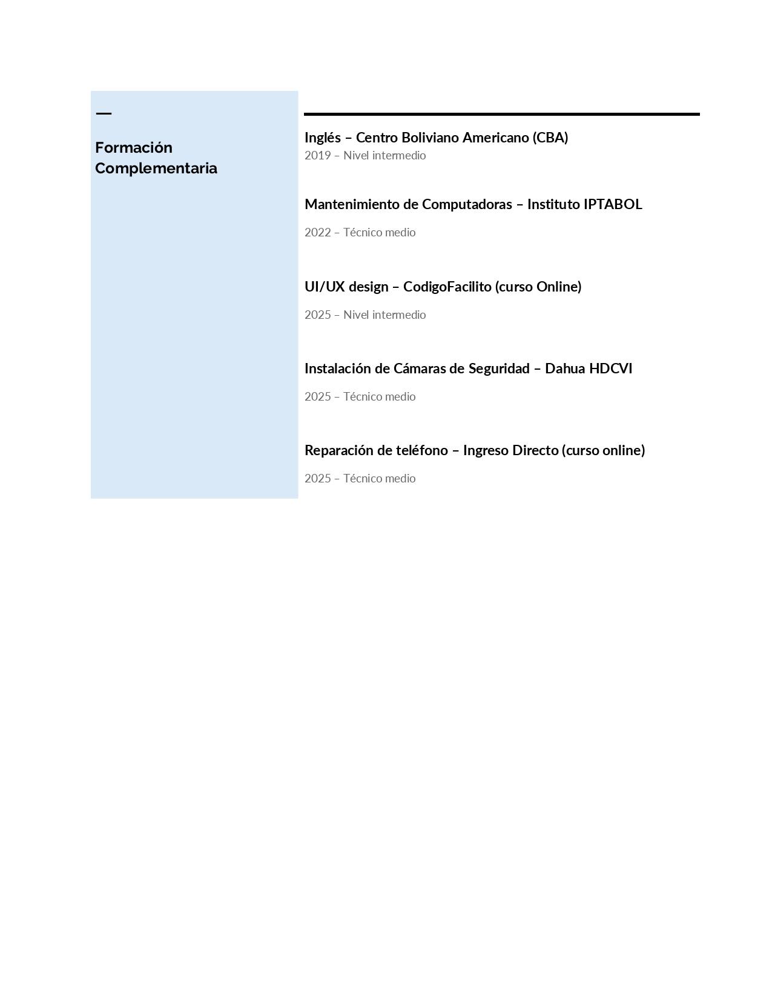 —
Formación
Complementaria
Inglés – Centro Boliviano Americano (CBA)
2019 – Nivel intermedio
Mantenimiento de Computadoras – Instituto IPTABOL
2022 – Técnico medio
UI/UX design – CodigoFacilito (curso Online)
2025 – Nivel intermedio
Instalación de Cámaras de Seguridad – Dahua HDCVI
2025 – Técnico medio
Reparación de teléfono – Ingreso Directo (curso online)
2025 – Técnico medio